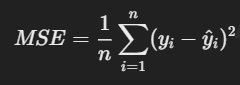 MSE = \frac{1}{n} \sum_{i=1}^{n} (y_i - \hat{y}_i)^2